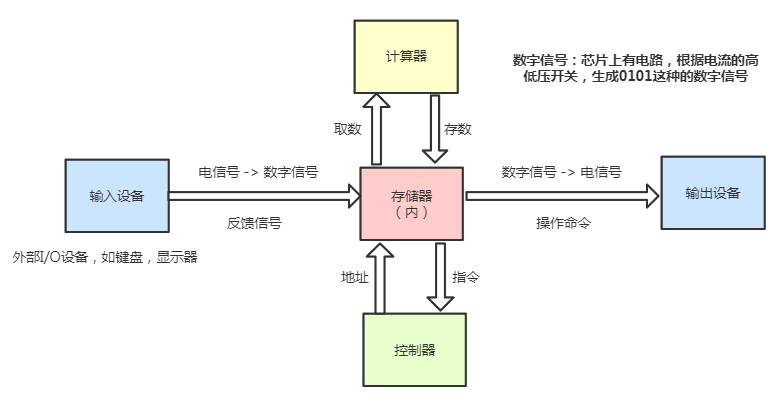 计算器
数字信号：芯片上有电路，根据电流的高
低压开关，生成0101这种的数字信号
取数
存数
电信号 -> 数字信号
数字信号 -> 电信号
输入设备
存储器
（内）
输出设备
反馈信号
操作命令
外部I/O设备，如键盘，显示器
地址
指令
控制器